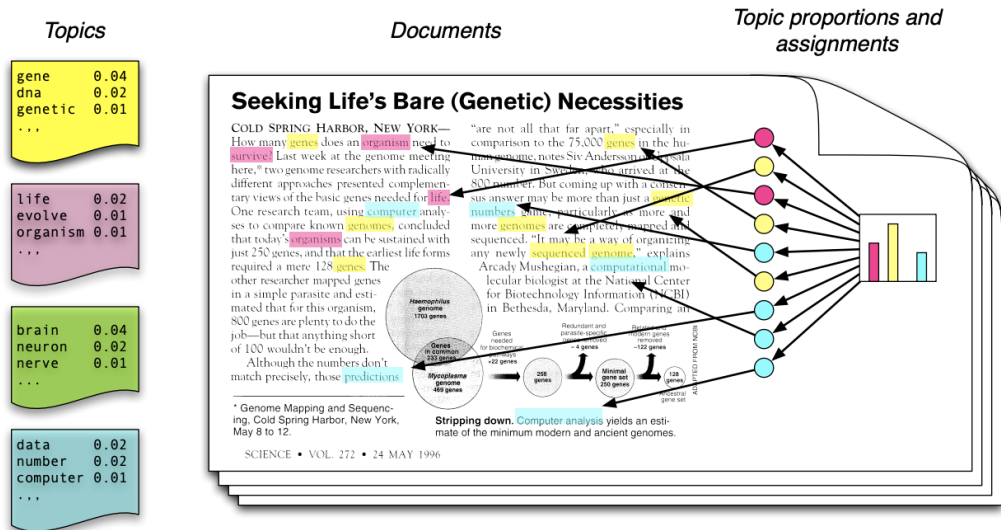 Topics
Documents
Topic proportions and
assignments
gene 0.04
dna 0.02
genetic 0.01
.,,
life 0.02
evolve 0.01
organism 0.01
.,,
brain 0.04
neuron 0.02
nerve 0.01
...
data 0.02
number 0.02
computer 0.01
.,,
Seeking Life's Bare (Genetic) Necessities
COLD SPRING HARBOR, NEW YORK—
How many genes does an organism need to
survive? Last week at the genome meeting
here,* two genome researchers with radically
different approaches presented complemen-
tary views of the basic genes needed for life.
One research team, using computer analy-
ses to compare known genomes, concluded
that today's organisms can be sustained with
just 250 genes, and that the earliest life forms
required a mere 128 genes. The
other researcher mapped genes
in a simple parasite and esti-
mated that for this organism,
800 genes are plenty to do the
job—but that anything short
of 100 wouldn't be enough.
Although the numbers don't
match precisely, those predictions
* Genome Mapping and Sequenc-
ing, Cold Spring Harbor, New York,
May 8 to 12.
"are not all that far apart," especially in
comparison to the 75,000 genes in the hu-
man genome, notes Siv Andersson of Uppsala
University in Sweden, who arrived at the
800 number. But coming up with a consen-
sus answer may be more than just a genetic
numbers game, particularly as more and
more genomes are completely mapped and
sequenced. "It may be a way of organizing
any newly sequenced genome," explains
Arcady Mushegian, a computational mo-
lecular biologist at the National Center
for Biotechnology Information (NCBI)
in Bethesda, Maryland. Comparing an
Haemophilus
genome
1703 genes
Genes
in common
233 genes
Mycoplasma
genome
469 genes
Genes
needed
for biochemical
pathways
+22 genes
256
genes
Redundant and
parasite-specific
genes removed
– 4 genes
Minimal
gene set
250 genes
Related and
modern genes
removed
–122 genes
128
genes
Ancestral
gene set
ADAPTED FROM NCBI
Stripping down. Computer analysis yields an esti-
mate of the minimum modern and ancient genomes.
SCIENCE • VOL. 272 • 24 MAY 1996